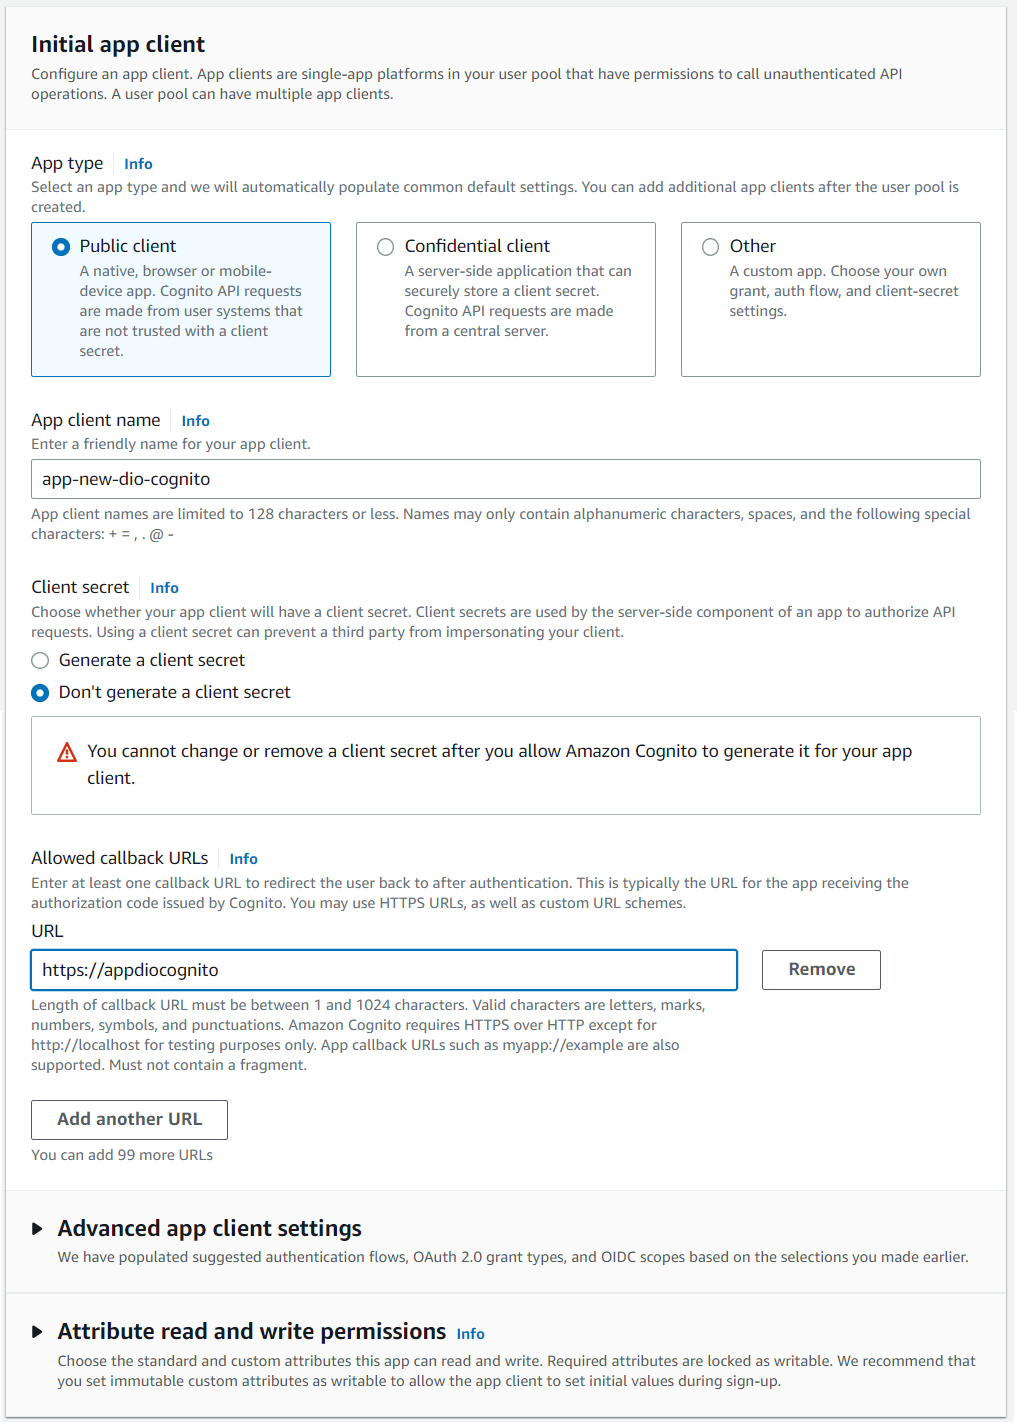 Initial app client
Configure an app client. App clients are single-app platforms in your user pool that have permissions to call unauthenticated API
operations. A user pool can have multiple app clients.
App type Info
Select an app type and we will automatically populate common default settings. You can add additional app clients after the user pool is
created.
Public client
A native, browser or mobile-
device app. Cognito API requests
are made from user systems that
are not trusted with a client
secret.
Confidential client
A server-side application that can
securely store a client secret.
Cognito API requests are made
from a central server.
Other
A custom app. Choose your own
grant, auth flow, and client-secret
settings.
App client name Info
Enter a friendly name for your app client.
app-new-dio-cognito
App client names are limited to 128 characters or less. Names may only contain alphanumeric characters, spaces, and the following special
characters: + = , . @ -
Client secret Info
Choose whether your app client will have a client secret. Client secrets are used by the server-side component of an app to authorize API
requests. Using a client secret can prevent a third party from impersonating your client.
Generate a client secret
Don't generate a client secret
You cannot change or remove a client secret after you allow Amazon Cognito to generate it for your app
client.
Allowed callback URLs Info
Enter at least one callback URL to redirect the user back to after authentication. This is typically the URL for the app receiving the
authorization code issued by Cognito. You may use HTTPS URLs, as well as custom URL schemes.
URL
https://appdiocognito
Remove
Length of callback URL must be between 1 and 1024 characters. Valid characters are letters, marks,
numbers, symbols, and punctuations. Amazon Cognito requires HTTPS over HTTP except for
http://localhost for testing purposes only. App callback URLs such as myapp://example are also
supported. Must not contain a fragment.
Add another URL
You can add 99 more URLs
Advanced app client settings
We have populated suggested authentication flows, OAuth 2.0 grant types, and OIDC scopes based on the selections you made earlier.
Attribute read and write permissions Info
Choose the standard and custom attributes this app can read and write. Required attributes are locked as writable. We recommend that
you set immutable custom attributes as writable to allow the app client to set initial values during sign-up.